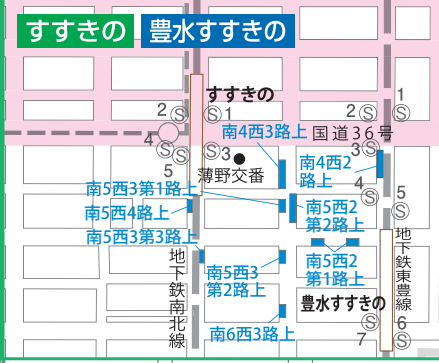 すすきの
豊水すすきの
すすきの
2
Ⓢ
Ⓢ
1
2
Ⓢ
Ⓢ
1
南4西3路上
国道36号
4
Ⓢ
Ⓢ
5
Ⓢ
3
薄野交番
3
Ⓢ
南4西2
路上
4
Ⓢ
5
Ⓢ
南5西3第1路上
南5西4路上
南5西2
第2路上
南5西3第3路上
地下鉄南北線
南5西3
第2路上
南5西2
第1路上
地下鉄東豊線
豊水すすきの
南6西3路上
7
Ⓢ
6
Ⓢ